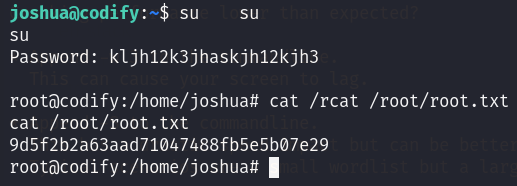 joshua@codify:~$ su   su
su
Password: kljh12k3jhaskjh12kjh3

root@codify:/home/joshua# cat /rcat /root/root.txt
cat /root/root.txt
9d5f2b2a63aad71047488fb5e5b07e29
root@codify:/home/joshua#